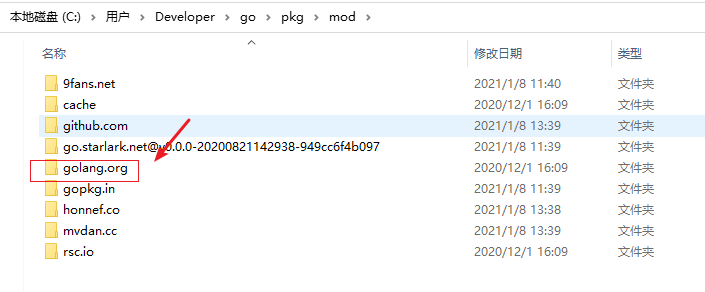 本地磁盘 (C:) > 用户 > Developer > go > pkg > mod >
名称 修改日期 类型
9fans.net 2021/1/8 11:40 文件夹
cache 2020/12/1 16:09 文件夹
github.com 2021/1/8 13:39 文件夹
go.starlark.net@v0.0.0-20200821142938-949cc6f4b097 2021/1/8 11:39 文件夹
golang.org 2020/12/1 16:09 文件夹
gopkg.in 2021/1/8 11:39 文件夹
honnef.co 2021/1/8 13:38 文件夹
mvdan.cc 2021/1/8 11:39 文件夹
rsc.io 2020/12/1 16:09 文件夹